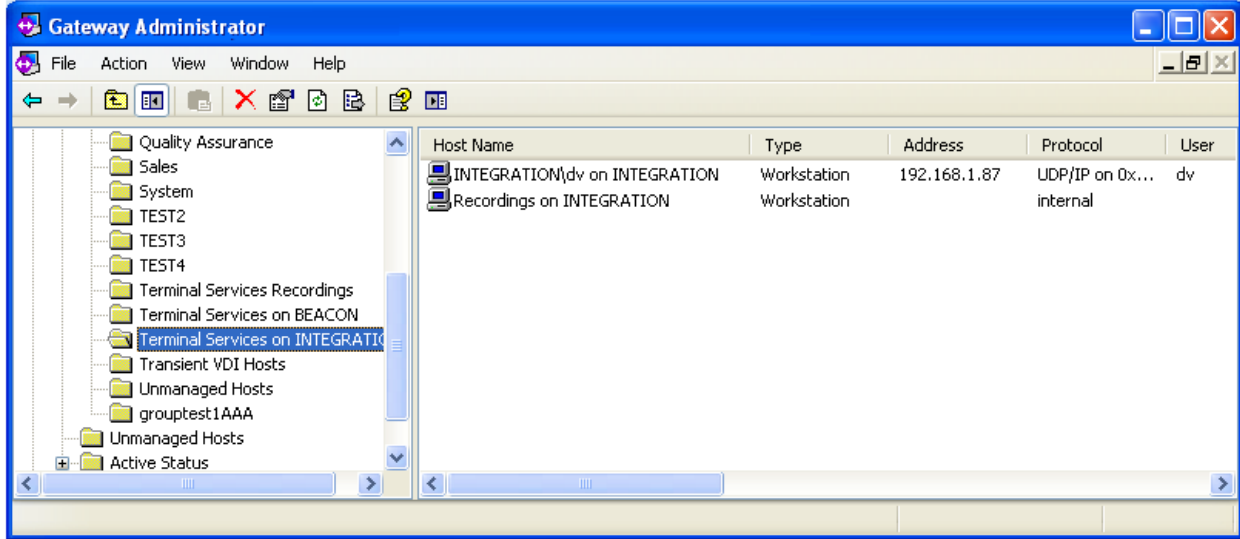 Gateway Administrator
File Action View Window Help
Quality Assurance
Sales
System
TEST2
TEST3
TEST4
Terminal Services Recordings
Terminal Services on BEACON
Terminal Services on INTEGRATIO
Transient VDI Hosts
Unmanaged Hosts
grouptest1AAA
Unmanaged Hosts
Active Status
Host Name Type Address Protocol User
INTEGRATION\dv on INTEGRATION Workstation 192.168.1.87 UDP/IP on 0x... dv
Recordings on INTEGRATION Workstation internal